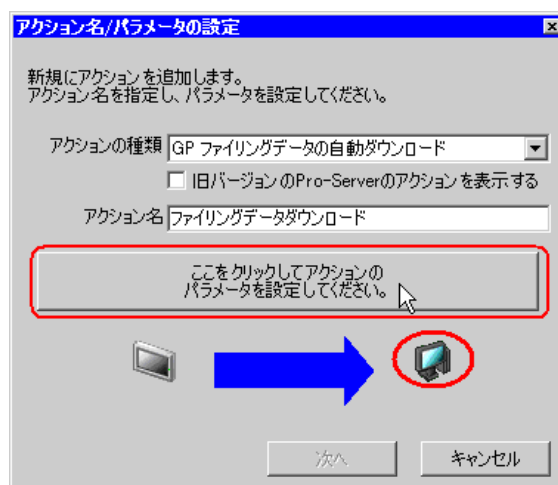 アクション名/パラメータの設定
新規にアクションを追加します。
アクション名を指定し、パラメータを設定してください。
アクションの種類 GP ファイリングデータの自動ダウンロード
旧バージョンのPro-Serverのアクションを表示する
アクション名 ファイリングデータダウンロード
ここをクリックしてアクションの
パラメータを設定してください。
次へ キャンセル